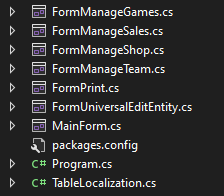 FormManageGames.cs
FormManageSales.cs
FormManageShop.cs
FormManageTeam.cs
FormPrint.cs
FormUniversalEditEntity.cs
MainForm.cs
packages.config
C# Program.cs
C# TableLocalization.cs